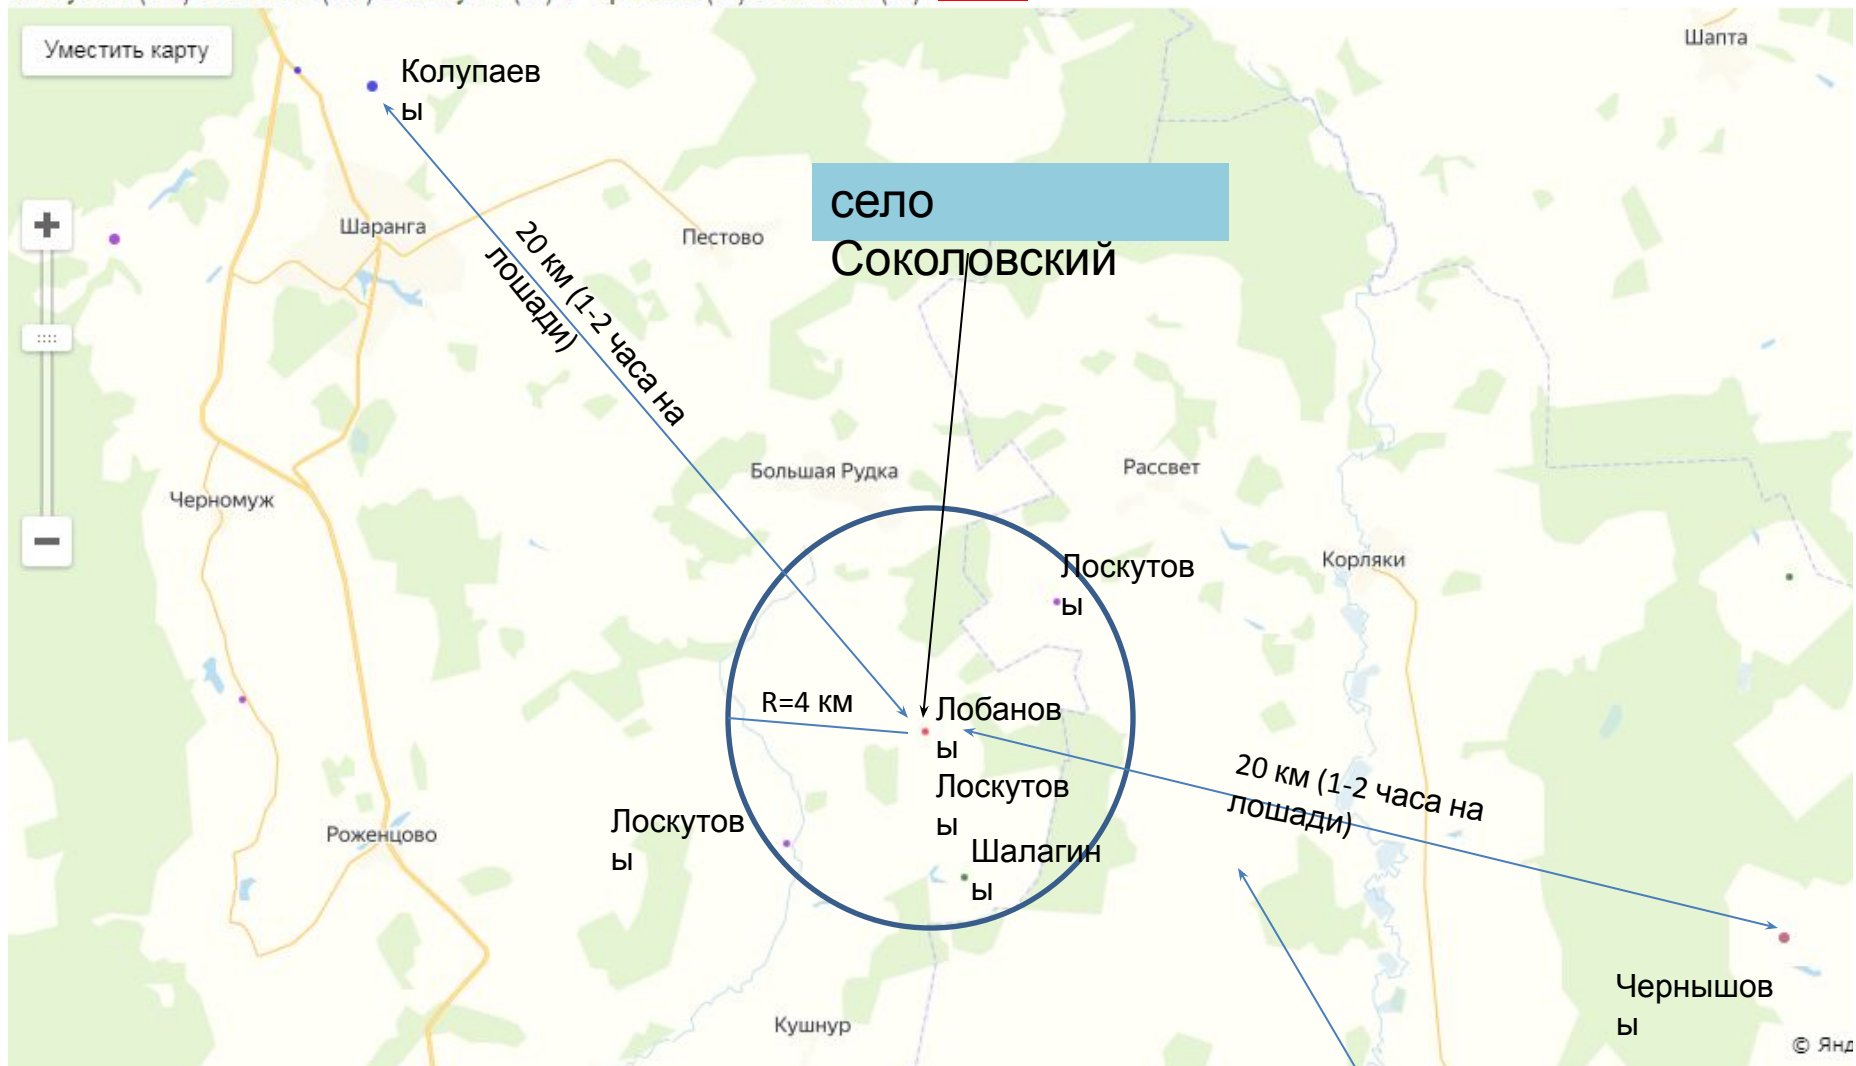 Уместить карту
Колупаев
ы
Шапта
село
Соколовский
Шаранга
Пестово
20 км (1-2 часа на
лошади)
Большая Рудка
Рассвет
Черномуж
Лоскутов
ы
Корляки
R=4 км
Лобанов
ы
Лоскутов
ы
20 км (1-2 часа на
лошади)
Лоскутов
ы
Роженцово
Шалагин
ы
Чернышов
ы
Кушнур
© Янд